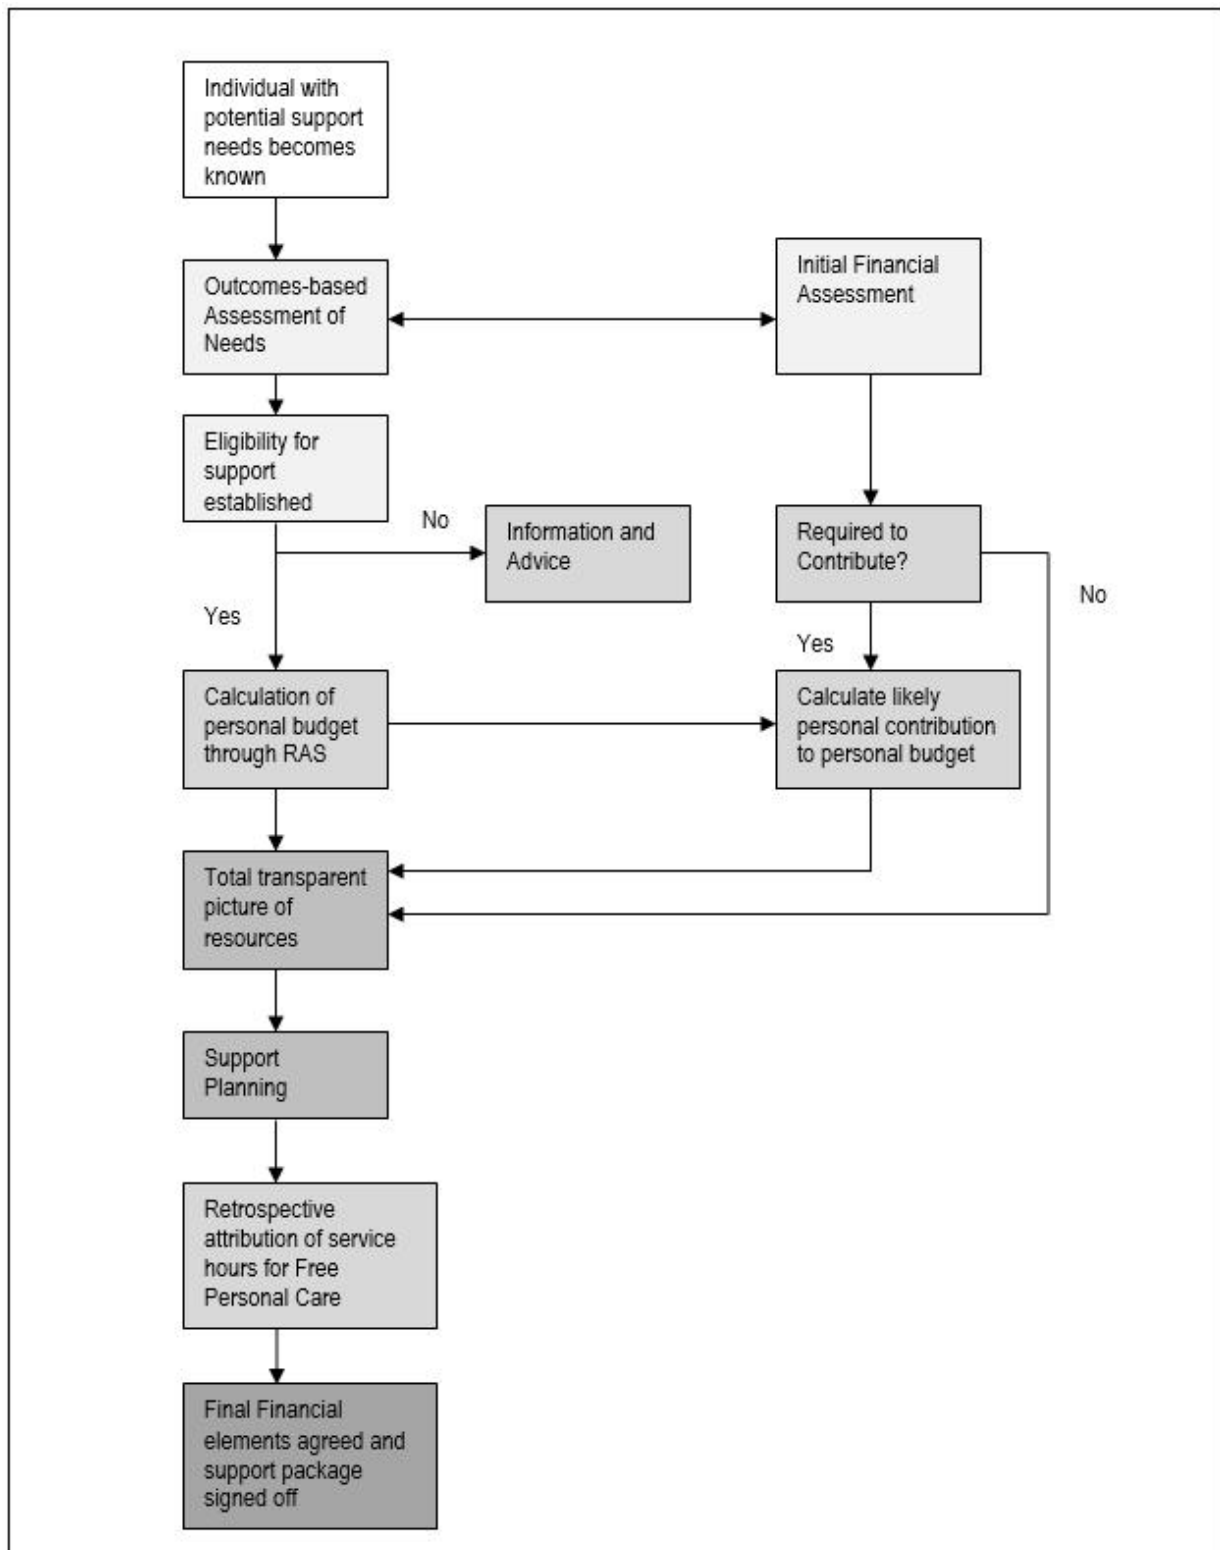 Individual with
potential support
needs becomes
known
Outcomes-based
Assessment of
Needs
Initial Financial
Assessment
Eligibility for
support
established
No
Information and
Advice
Required to
Contribute?
No
Yes
Yes
Calculation of
personal budget
through RAS
Calculate likely
personal contribution
to personal budget
Total transparent
picture of
resources
Support
Planning
Retrospective
attribution of service
hours for Free
Personal Care
Final Financial
elements agreed and
support package
signed off